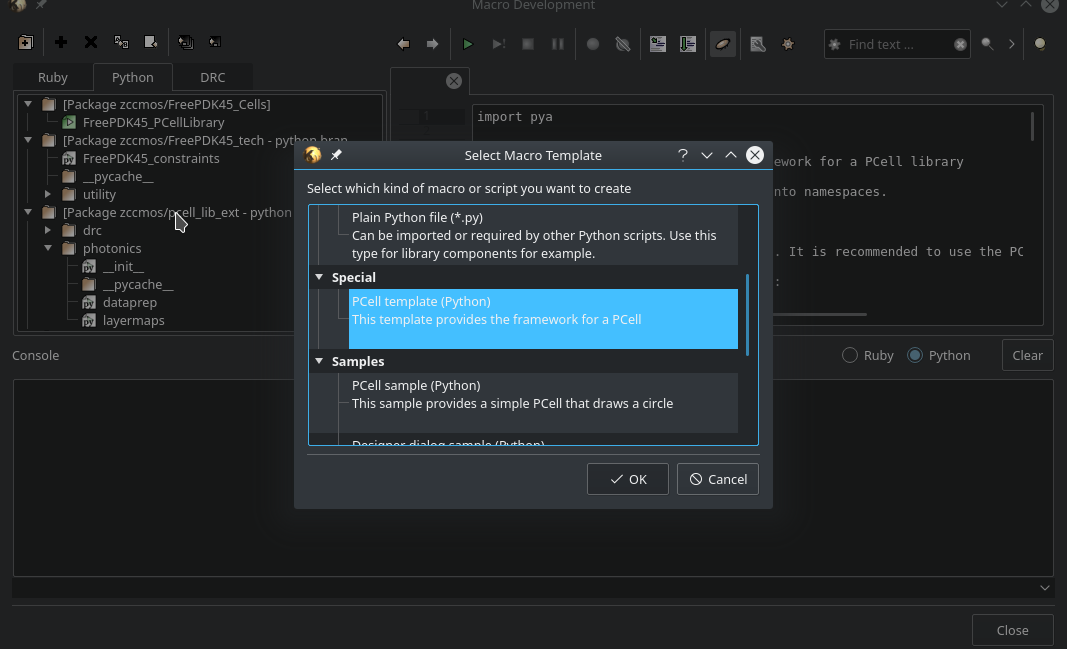 Macro Development
Find text ...
Ruby
Python
DRC
[Package zccmos/FreePDK45_Cells]
FreePDK45_PCellLibrary
[Package zccmos/FreePDK45_tech - python bran
FreePDK45_constraints
__pycache__
utility
[Package zccmos/pcell_lib_ext - python
drc
photonics
__init__
__pycache__
dataprep
layermaps
1
import pya
ework for a PCell library
nto namespaces.
. It is recommended to use the PC
:
Select Macro Template
?
Select which kind of macro or script you want to create
Plain Python file (*.py)
Can be imported or required by other Python scripts. Use this
type for library components for example.
Special
PCell template (Python)
This template provides the framework for a PCell
Samples
PCell sample (Python)
This sample provides a simple PCell that draws a circle
Designer dialog sample (Python)
OK
Cancel
Console
Ruby
Python
Clear
Close